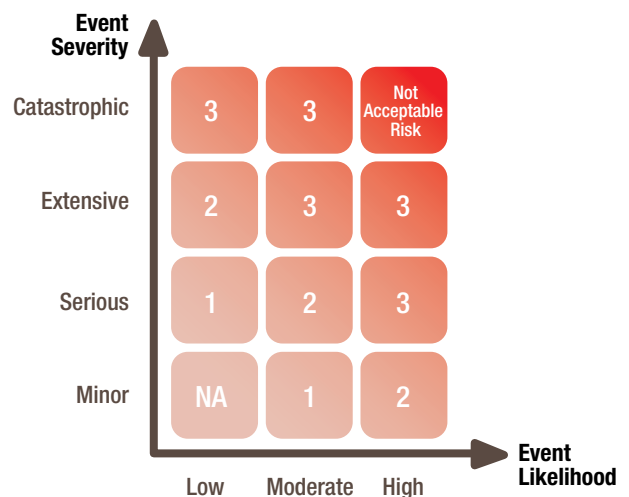 Event
Severity
Catastrophic
3
3
Not
Acceptable
Risk
Extensive
2
3
3
Serious
1
2
3
Minor
NA
1
2
Event
Likelihood
Low
Moderate
High